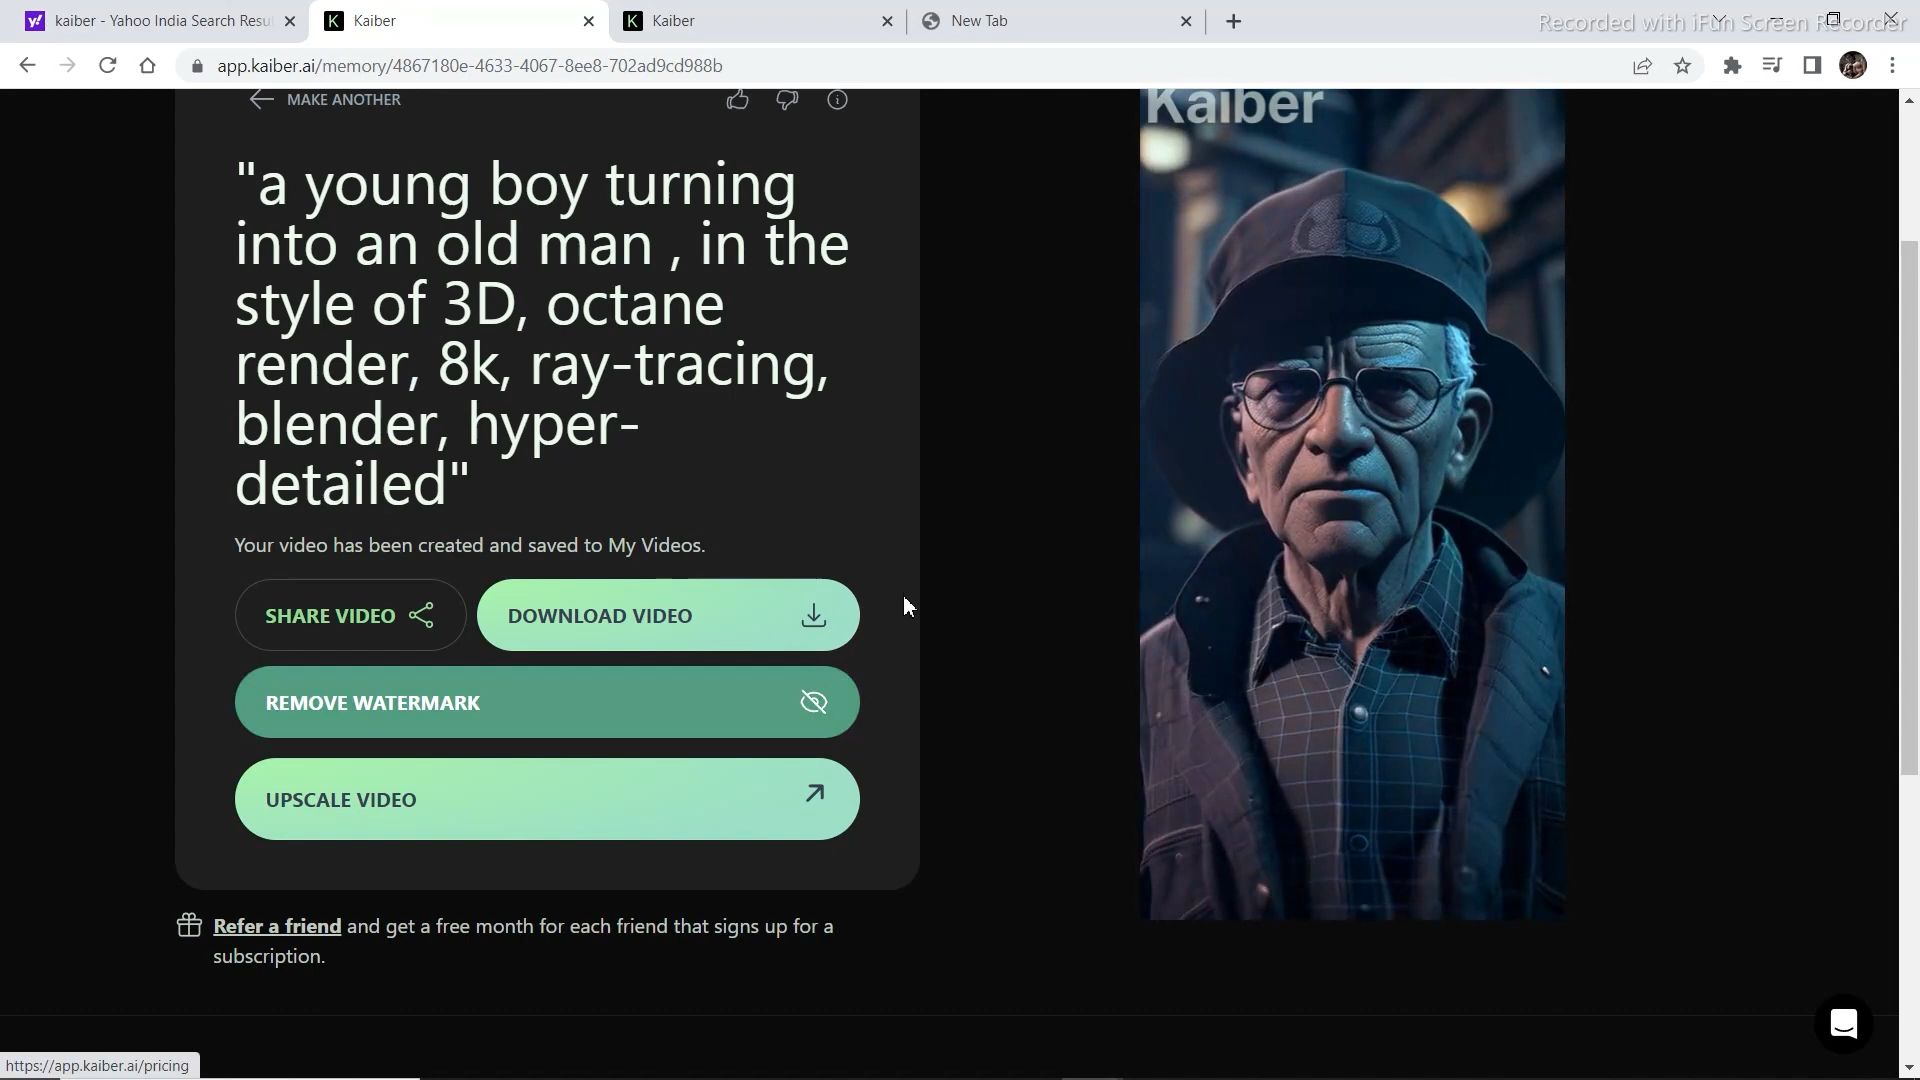 kaiber - Yahoo India Search Resu
Kaiber
Kaiber
New Tab
Recorded with iFun Screen Recorder
app.kaiber.ai/memory/4867180e-4633-4067-8ee8-702ad9cd988b
MAKE ANOTHER
Kaiber
"a young boy turning
into an old man , in the
style of 3D, octane
render, 8k, ray-tracing,
blender, hyper-
detailed"
Your video has been created and saved to My Videos.
SHARE VIDEO
DOWNLOAD VIDEO
REMOVE WATERMARK
UPSCALE VIDEO
Refer a friend and get a free month for each friend that signs up for a
subscription.
https://app.kaiber.ai/pricing